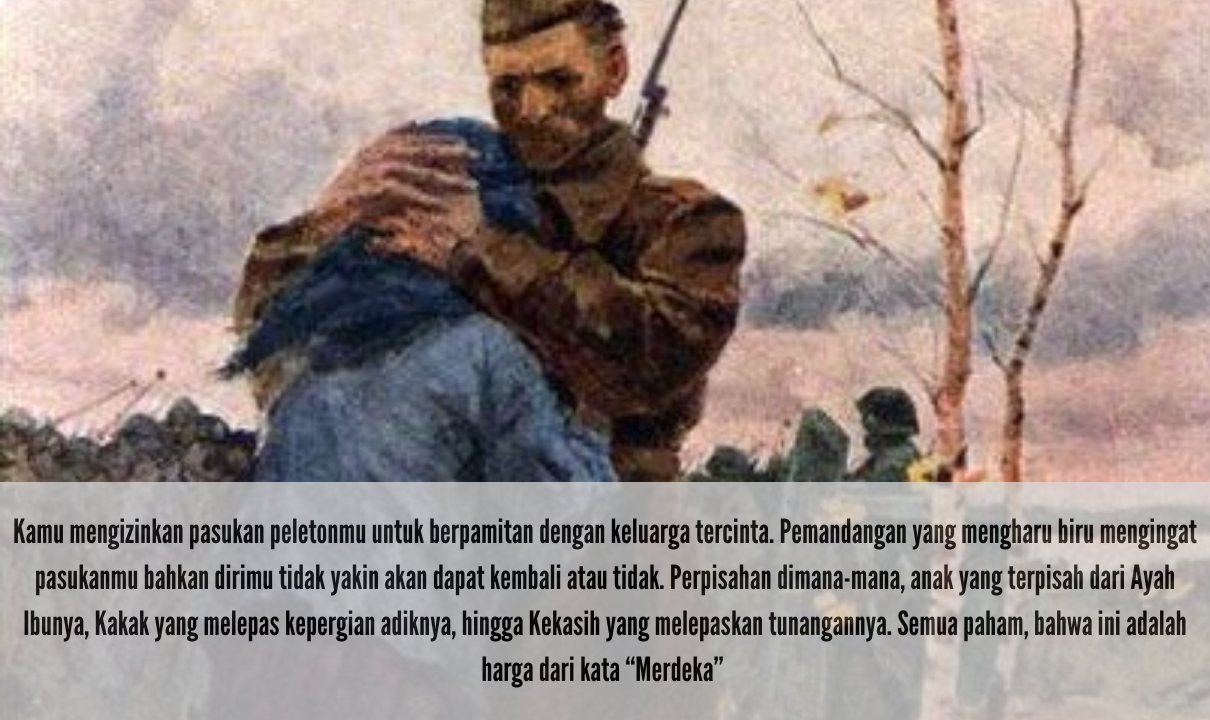 Kamu mengizinkan pasukan peletonmu untuk berpamitan dengan keluarga tercinta. Pemandangan yang mengharu biru mengingat
pasukanmu bahkan dirimu tidak yakin akan dapat kembali atau tidak. Perpisahan dimana-mana, anak yang terpisah dari Ayah
Ibunya, Kakak yang melepas kepergian adiknya, hingga Kekasih yang melepaskan tunangannya. Semua paham, bahwa ini adalah
harga dari kata “Merdeka”